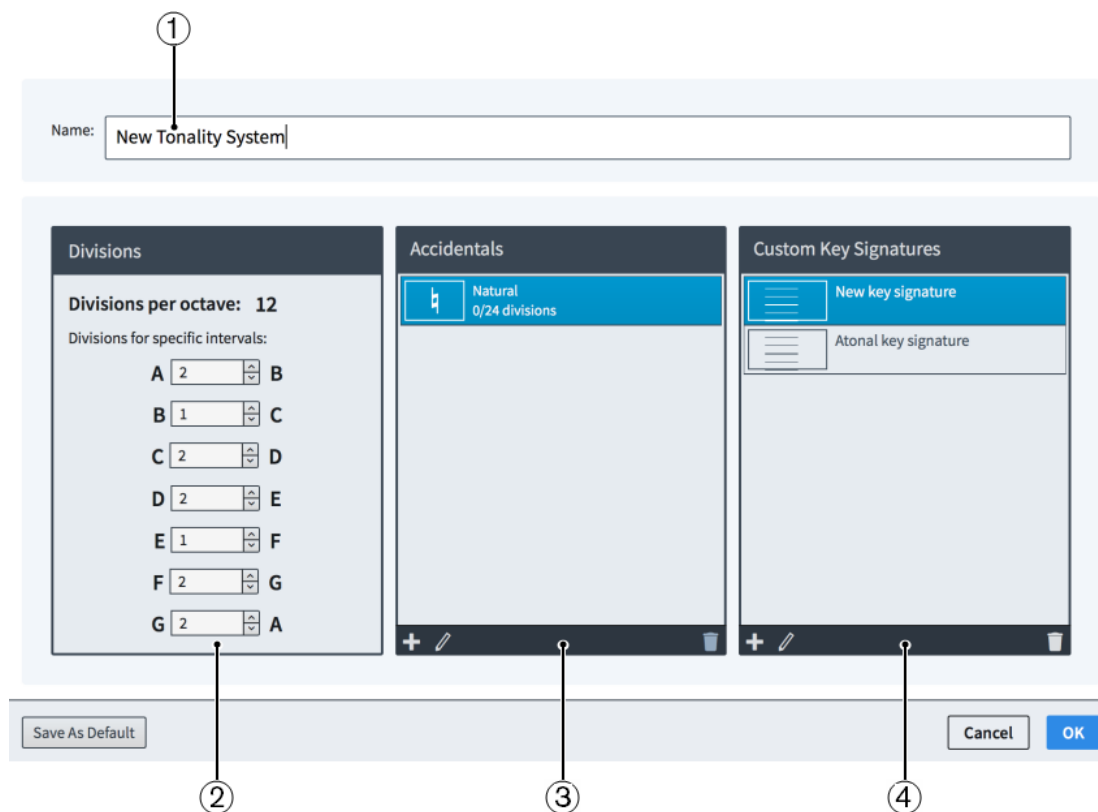 ①
Name: New Tonality System
Divisions
Divisions per octave: 12
Divisions for specific intervals:
A 2 B
B 1 C
C 2 D
D 2 E
E 1 F
F 2 G
G 2 A
Accidentals
Natural
0/24 divisions
Custom Key Signatures
New key signature
Atonal key signature
Save As Default
Cancel
OK
②
③
④